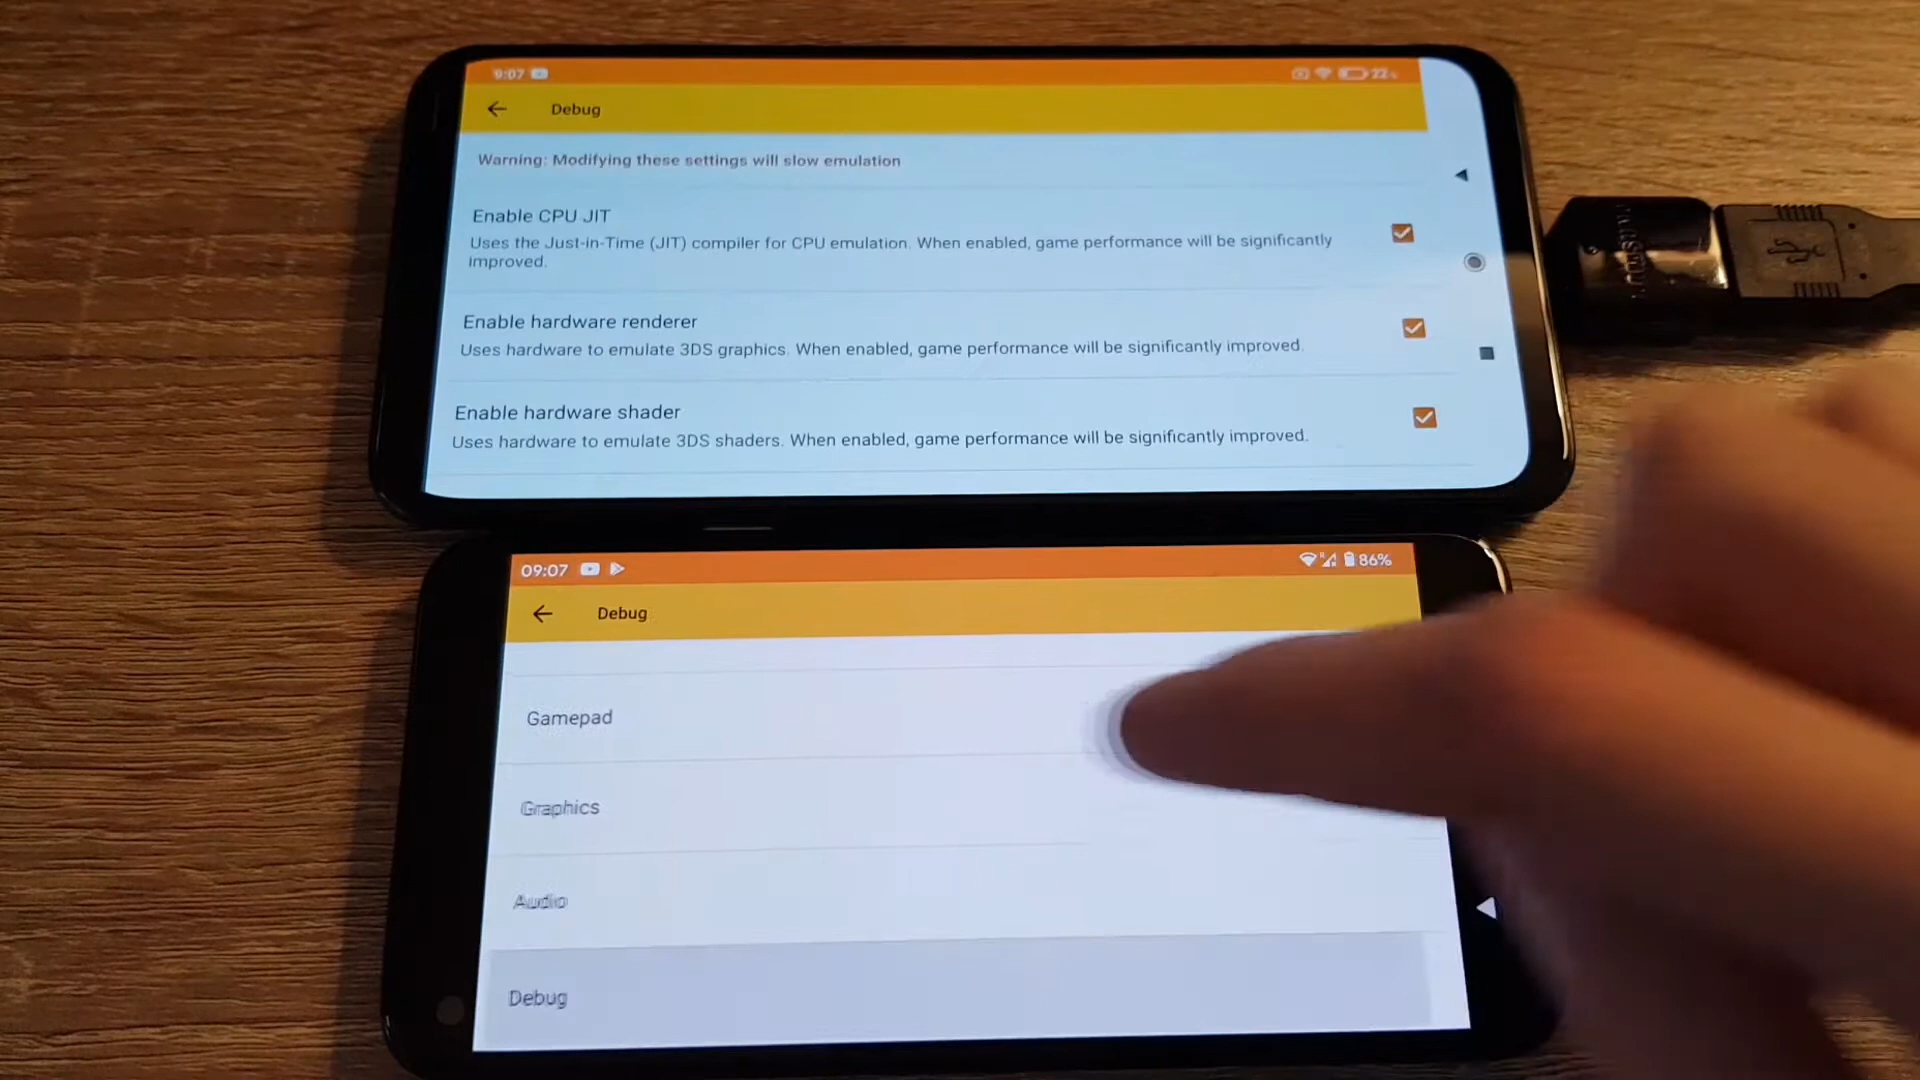 9:07 22
Debug
Warning: Modifying these settings will slow emulation
Enable CPU JIT
Uses the Just-in-Time (JIT) compiler for CPU emulation. When enabled, game performance will be significantly
improved.
Enable hardware renderer
Uses hardware to emulate 3DS graphics. When enabled, game performance will be significantly improved.
Enable hardware shader
Uses hardware to emulate 3DS shaders. When enabled, game performance will be significantly improved.
SAMSUNG
09:07 R 86%
Debug
Gamepad
Graphics
Audio
Debug